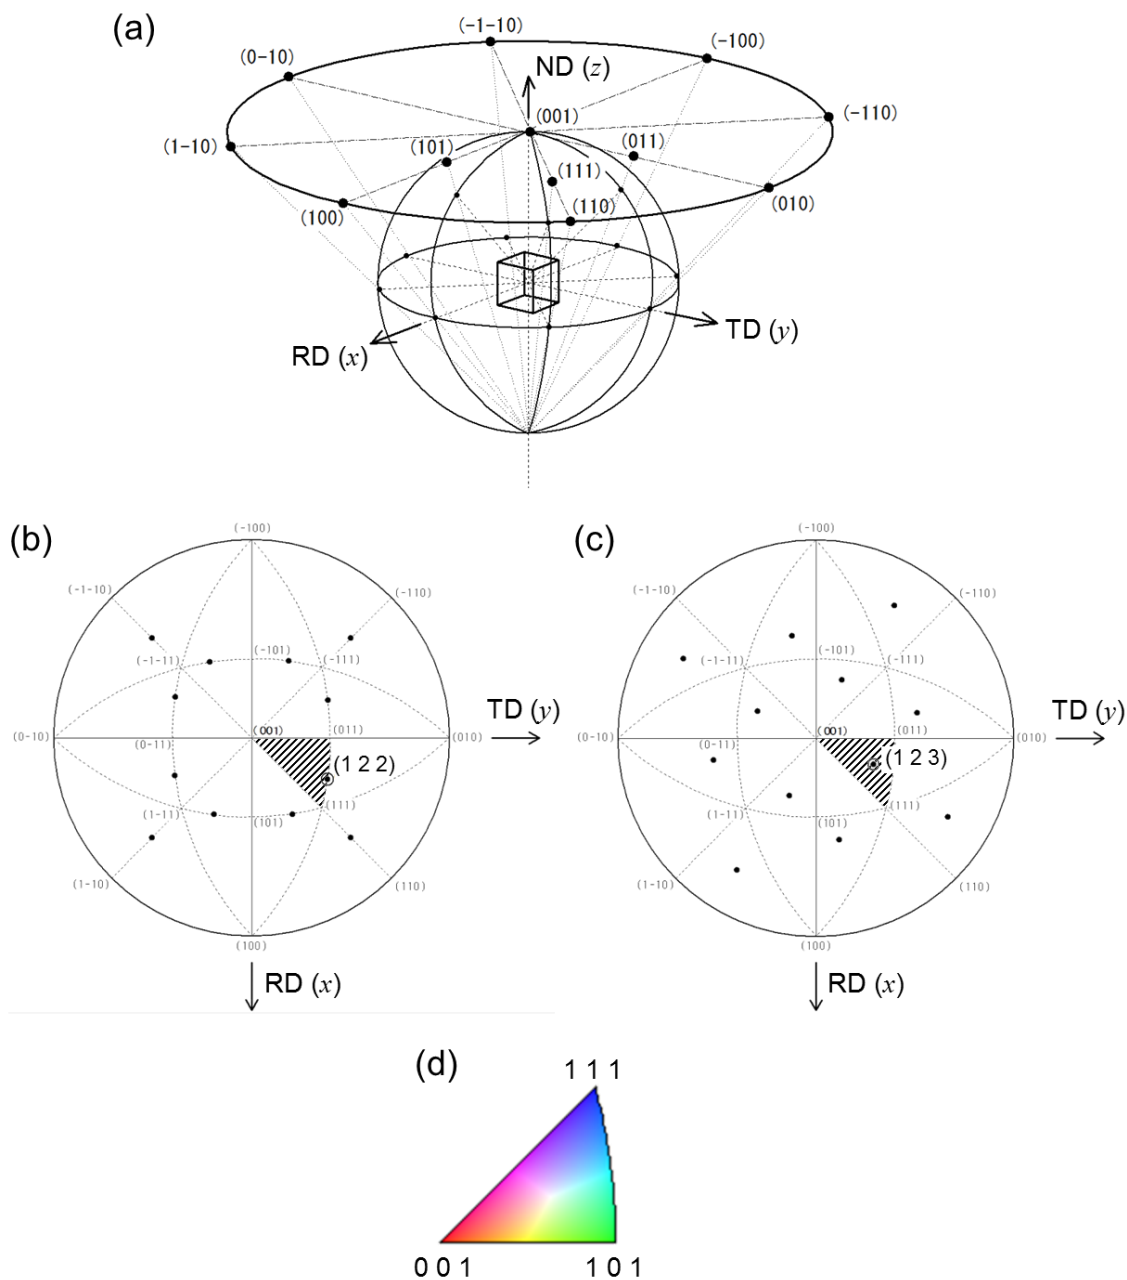 (a)
(-1-10)
(-100)
(0-10)
ND (z)
(001)
(-110)
(1-10)
(101)
(011)
(111)
(100)
(110)
(010)
RD (x)
TD (y)
(b)
(-100)
(-1-10)
(-110)
(-101)
(-1-11)
(-111)
TD (y)
(0-10)
(001)
(011)
(010)
(0-11)
(1 2 2)
(1-11)
(101)
(111)
(1-10)
(110)
(100)
RD (x)
(c)
(-100)
(-1-10)
(-110)
(-101)
(-1-11)
(-111)
TD (y)
(0-10)
(001)
(011)
(010)
(0-11)
(1 2 3)
(1-11)
(101)
(111)
(1-10)
(110)
(100)
RD (x)
(d)
1 1 1
0 0 1
1 0 1